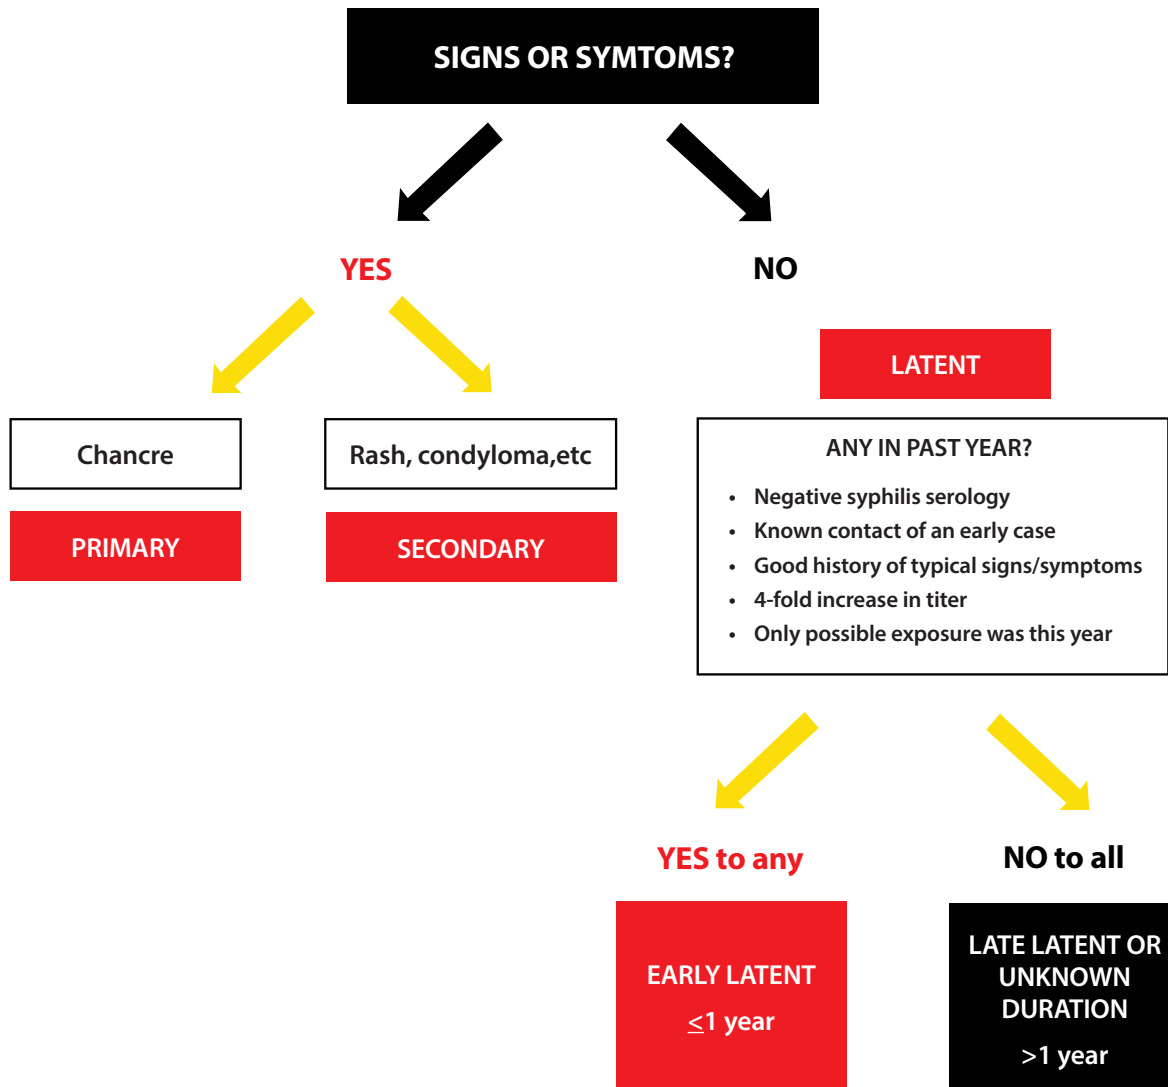 SIGNS OR SYMTOMS?
YES
NO
LATENT
Chancre
Rash, condyloma,etc
PRIMARY
SECONDARY
ANY IN PAST YEAR?
• Negative syphilis serology
• Known contact of an early case
• Good history of typical signs/symptoms
• 4-fold increase in titer
• Only possible exposure was this year
YES to any
NO to all
EARLY LATENT
≤1 year
LATE LATENT OR
UNKNOWN
DURATION
>1 year